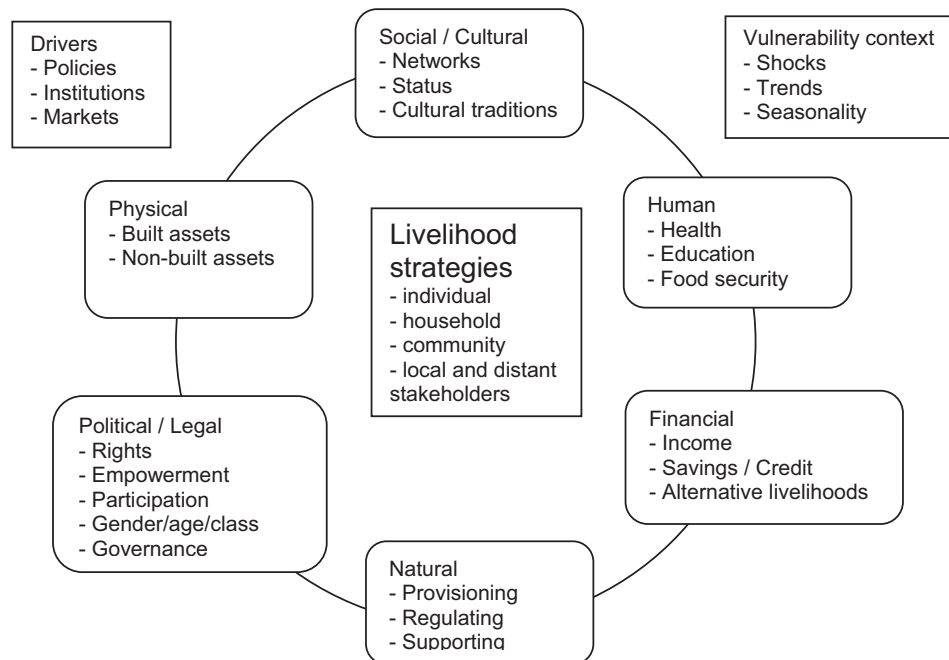 Drivers
- Policies
- Institutions
- Markets
Social / Cultural
- Networks
- Status
- Cultural traditions
Vulnerability context
- Shocks
- Trends
- Seasonality
Physical
- Built assets
- Non-built assets
Livelihood
strategies
- individual
- household
- community
- local and distant
stakeholders
Human
- Health
- Education
- Food security
Political / Legal
- Rights
- Empowerment
- Participation
- Gender/age/class
- Governance
Financial
- Income
- Savings / Credit
- Alternative livelihoods
Natural
- Provisioning
- Regulating
- Supporting